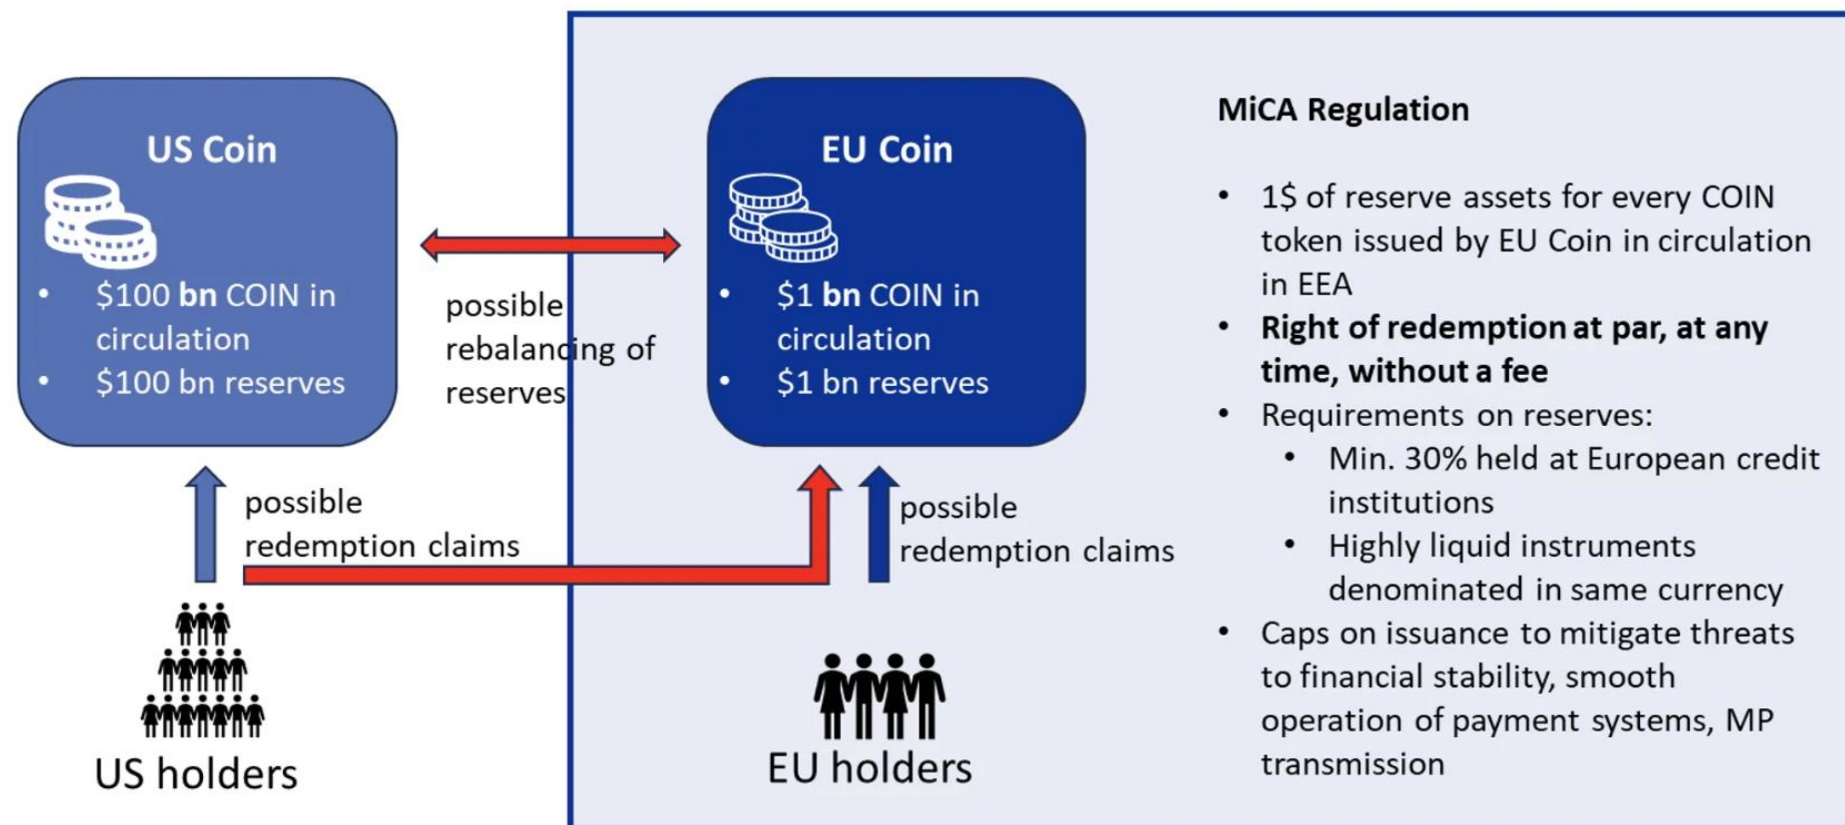 US Coin
• $100 bn COIN in
circulation
• $100 bn reserves
possible
rebalancing of
reserves
EU Coin
• $1 bn COIN in
circulation
• $1 bn reserves
possible
redemption claims
possible
redemption claims
US holders
EU holders
MiCA Regulation
• 1$ of reserve assets for every COIN
token issued by EU Coin in circulation
in EEA
• Right of redemption at par, at any
time, without a fee
• Requirements on reserves:
• Min. 30% held at European credit
institutions
• Highly liquid instruments
denominated in same currency
• Caps on issuance to mitigate threats
to financial stability, smooth
operation of payment systems, MP
transmission